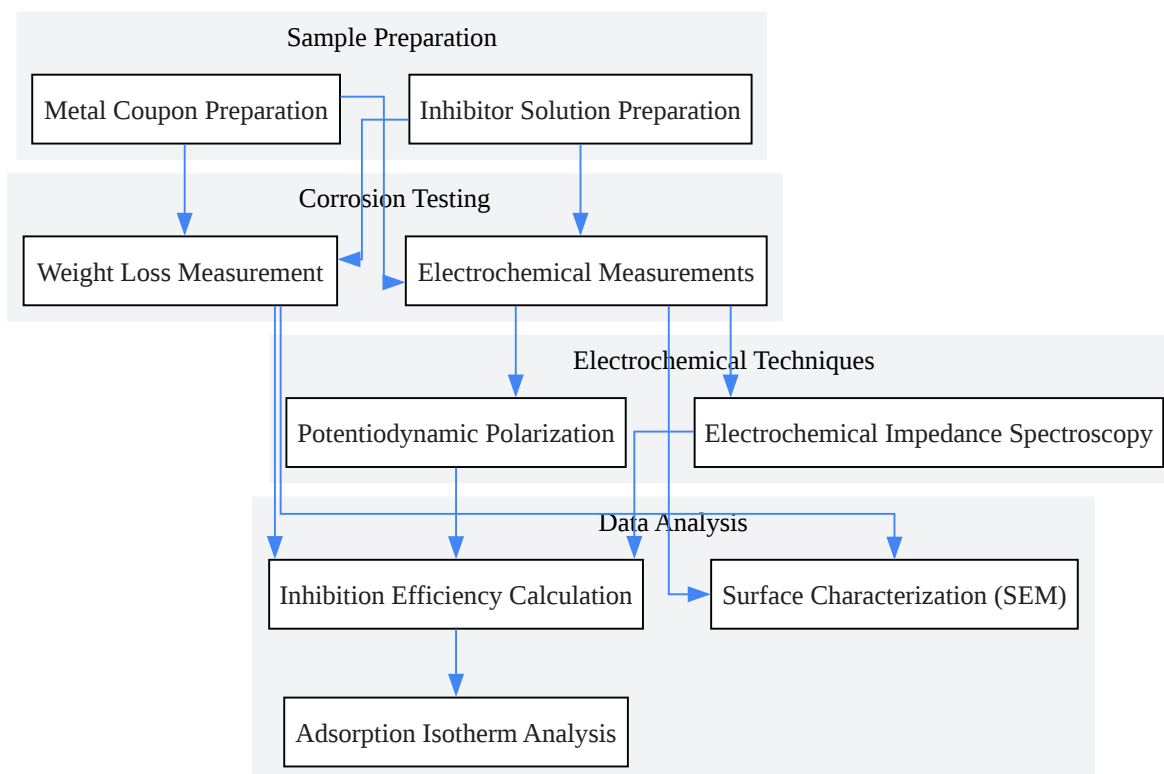 Sample Preparation
Metal Coupon Preparation
Inhibitor Solution Preparation
Corrosion Testing
Weight Loss Measurement
Electrochemical Measurements
Electrochemical Techniques
Potentiodynamic Polarization
Electrochemical Impedance Spectroscopy
Data Analysis
Inhibition Efficiency Calculation
Surface Characterization (SEM)
Adsorption Isotherm Analysis